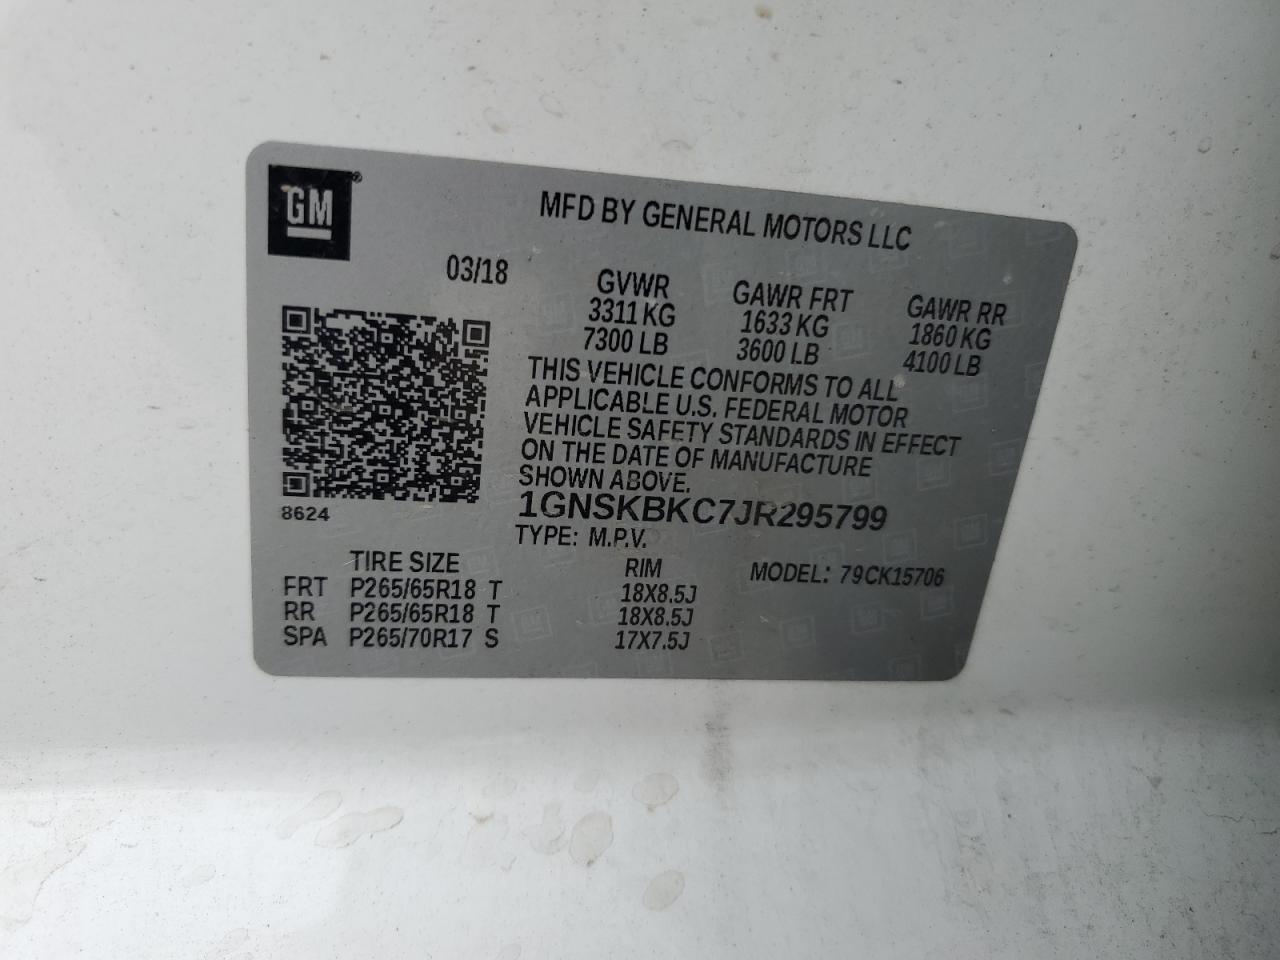 GM®
MFD BY GENERAL MOTORS LLC
03/18
GVWR GAWR FRT GAWR RR
3311 KG 1633 KG 1860 KG
7300 LB 3600 LB 4100 LB
THIS VEHICLE CONFORMS TO ALL
APPLICABLE U.S. FEDERAL MOTOR
VEHICLE SAFETY STANDARDS IN EFFECT
ON THE DATE OF MANUFACTURE
SHOWN ABOVE.
1GNSKBKC7JR295799
8624
TYPE: M.P.V.
TIRE SIZE RIM MODEL: 79CK15706
FRT P265/65R18 T 18X8.5J
RR P265/65R18 T 18X8.5J
SPA P265/70R17 S 17X7.5J